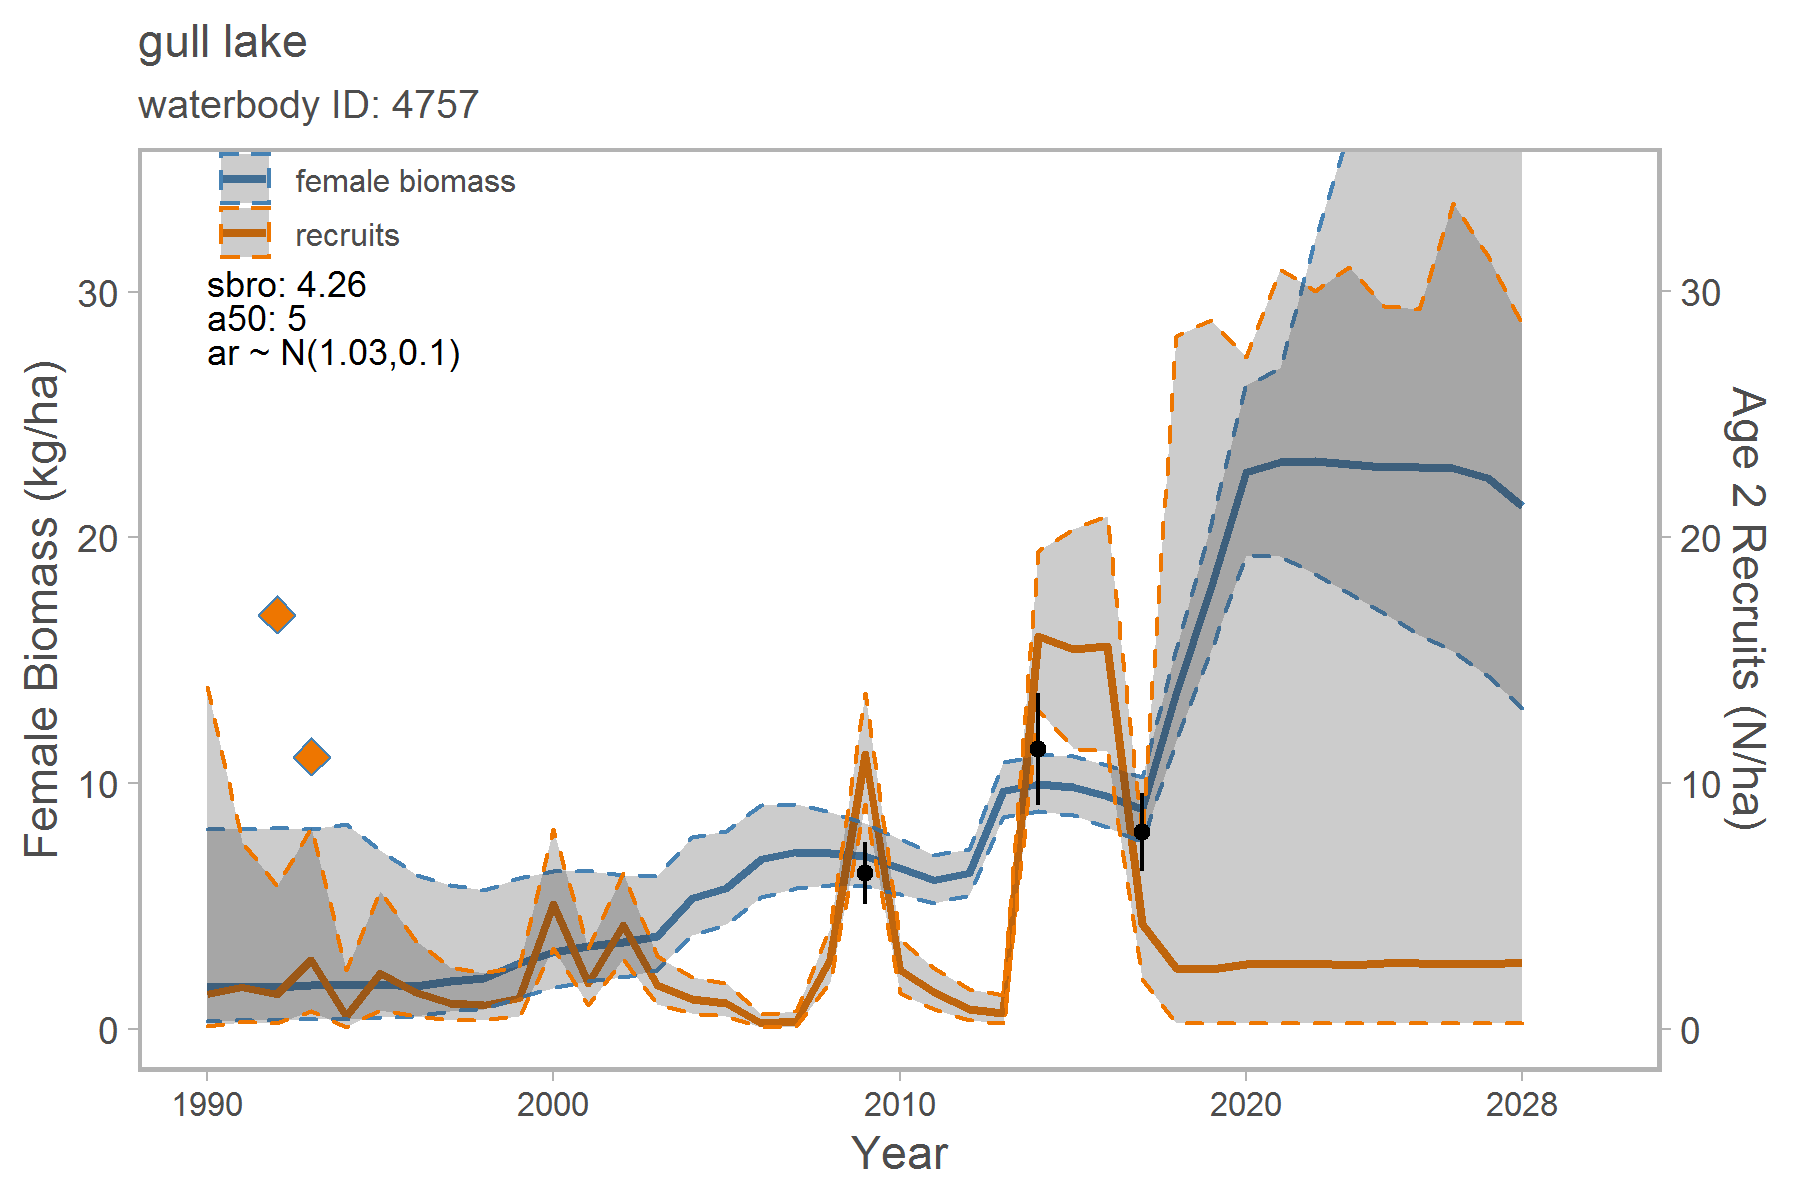 gull lake
waterbody ID: 4757
female biomass
recruits
sbro: 4.26
a50: 5
ar ~ N(1.03,0.1)
Female Biomass (kg/ha)
30
20
10
0
30
20
10
0
Age 2 Recruits (N/ha)
1990 2000 2010 2020 2028
Year